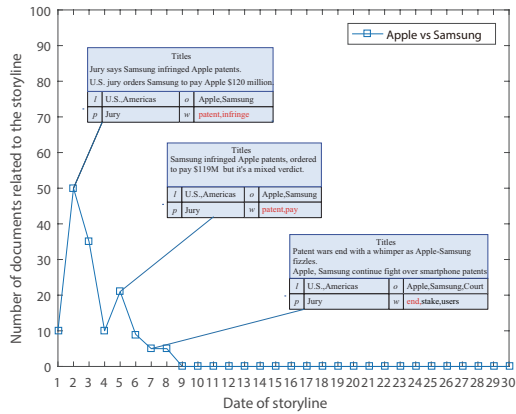 Number of documents related to the storyline
100
90
80
70
60
50
40
30
20
10
0
Apple vs Samsung
Titles
Jury says Samsung infringed Apple patents.
U.S. jury orders Samsung to pay Apple $120 million.
l U.S.,Americas o Apple,Samsung
p Jury w patent,infringe
Titles
Samsung infringed Apple patents, ordered
to pay $119M but it's a mixed verdict.
l U.S.,Americas o Apple,Samsung
p Jury w patent,pay
Titles
Patent wars end with a whimper as Apple-Samsung
fizzles.
Apple, Samsung continue fight over smartphone patents
l U.S.,Americas o Apple,Samsung,Court
p Jury w end,stake,users
1 2 3 4 5 6 7 8 9 10 11 12 13 14 15 16 17 18 19 20 21 22 23 24 25 26 27 28 29 30
Date of storyline